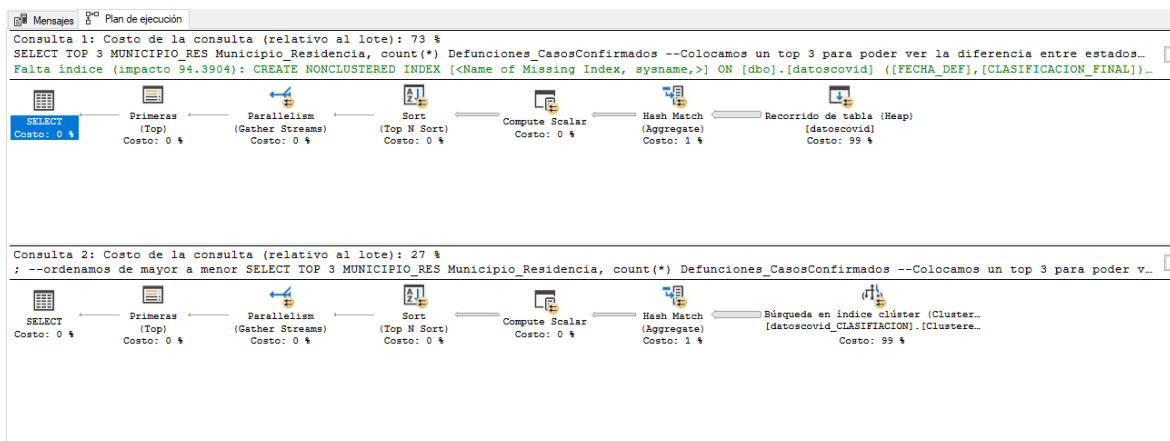 Mensajes Plan de ejecución
Consulta 1: Costo de la consulta (relativo al lote): 73 %
SELECT TOP 3 MUNICIPIO_RES Municipio_Residencia, count(*) Defunciones_CasosConfirmados --Colocamos un top 3 para poder ver la diferencia entre estados…
Falta índice (impacto 94.3904): CREATE NONCLUSTERED INDEX [<Name of Missing Index, sysname,>] ON [dbo].[datoscovid] ([FECHA_DEF],[CLASIFICACION_FINAL])…
SELECT
Costo: 0 %
Primeras
(Top)
Costo: 0 %
Parallelism
(Gather Streams)
Costo: 0 %
Sort
(Top N Sort)
Costo: 0 %
Compute Scalar
Costo: 0 %
Hash Match
(Aggregate)
Costo: 1 %
Recorrido de tabla (Heap)
[datoscovid]
Costo: 99 %
Consulta 2: Costo de la consulta (relativo al lote): 27 %
; --ordenamos de mayor a menor SELECT TOP 3 MUNICIPIO_RES Municipio_Residencia, count(*) Defunciones_CasosConfirmados --Colocamos un top 3 para poder v…
SELECT
Costo: 0 %
Primeras
(Top)
Costo: 0 %
Parallelism
(Gather Streams)
Costo: 0 %
Sort
(Top N Sort)
Costo: 0 %
Compute Scalar
Costo: 0 %
Hash Match
(Aggregate)
Costo: 1 %
Búsqueda en índice clúster (Cluster…
[datoscovid_CLASIFIACION].[Clustere…
Costo: 99 %